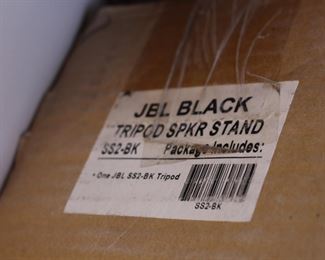 JBL BLACK
TRIPOD SPKR STAND
SS2-BK Package Includes:
* One JBL SS2-BK Tripod
SS2-BK